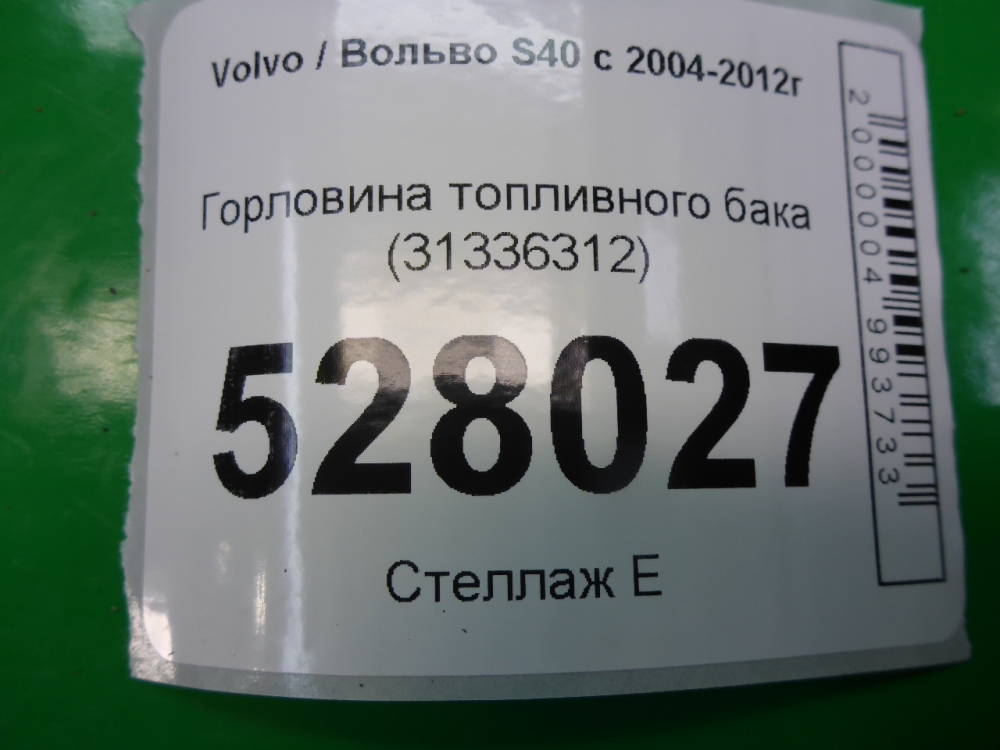 Volvo / Вольво S40 с 2004-2012г
Горловина топливного бака
(31336312)
528027
Стеллаж Е
2000004993733